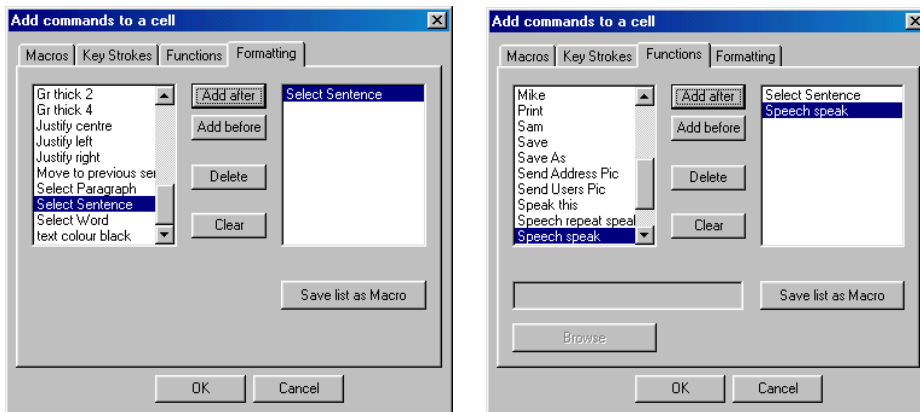 Add commands to a cell
Macros Key Strokes Functions Formatting
Gr thick 2
Gr thick 4
Justify centre
Justify left
Justify right
Move to previous ser
Select Paragraph
Select Sentence
Select Word
text colour black
Add after
Add before
Delete
Clear
Select Sentence
Save list as Macro
OK Cancel
Add commands to a cell
Macros Key Strokes Functions Formatting
Mike
Print
Sam
Save
Save As
Send Address Pic
Send Users Pic
Speak this
Speech repeat speal
Speech speak
Add after
Add before
Delete
Clear
Select Sentence
Speech speak
Save list as Macro
Browse
OK Cancel